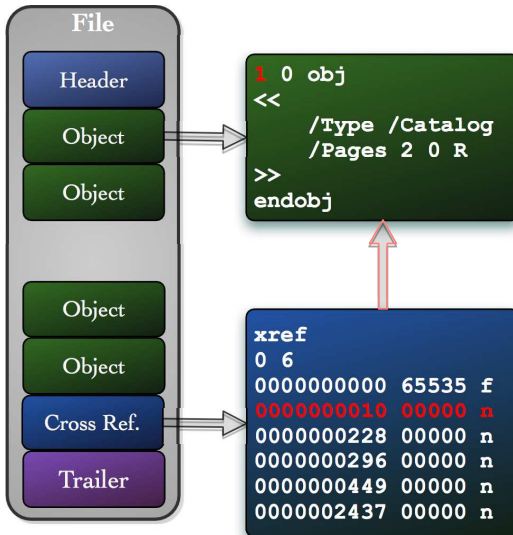 File
Header
Object
Object
Object
Object
Cross Ref.
Trailer
1 0 obj
<<
/Type /Catalog
/Pages 2 0 R
>>
endobj
xref
0 6
0000000000 65535 f
0000000010 00000 n
0000000228 00000 n
0000000296 00000 n
0000000449 00000 n
0000002437 00000 n